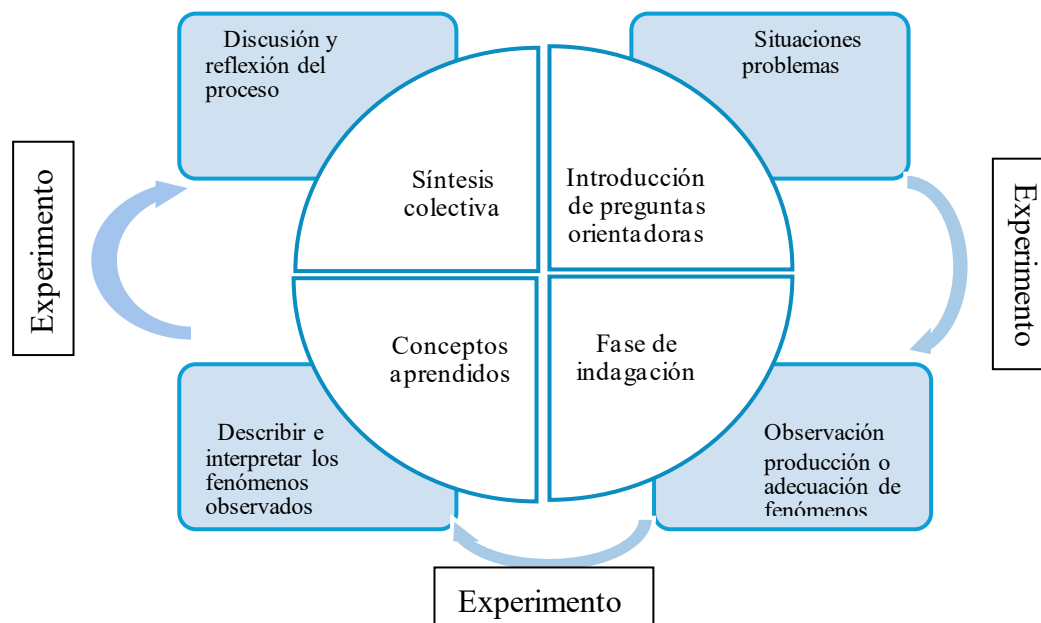 Discusión y
reflexión del
proceso
Situaciones
problemas
Síntesis
colectiva
Introducción
de preguntas
orientadoras
Experimento
Experimento
Conceptos
aprendidos
Fase de
indagación
Describir e
interpretar los
fenómenos
observados
Observación
producción o
adecuación de
fenómenos
Experimento